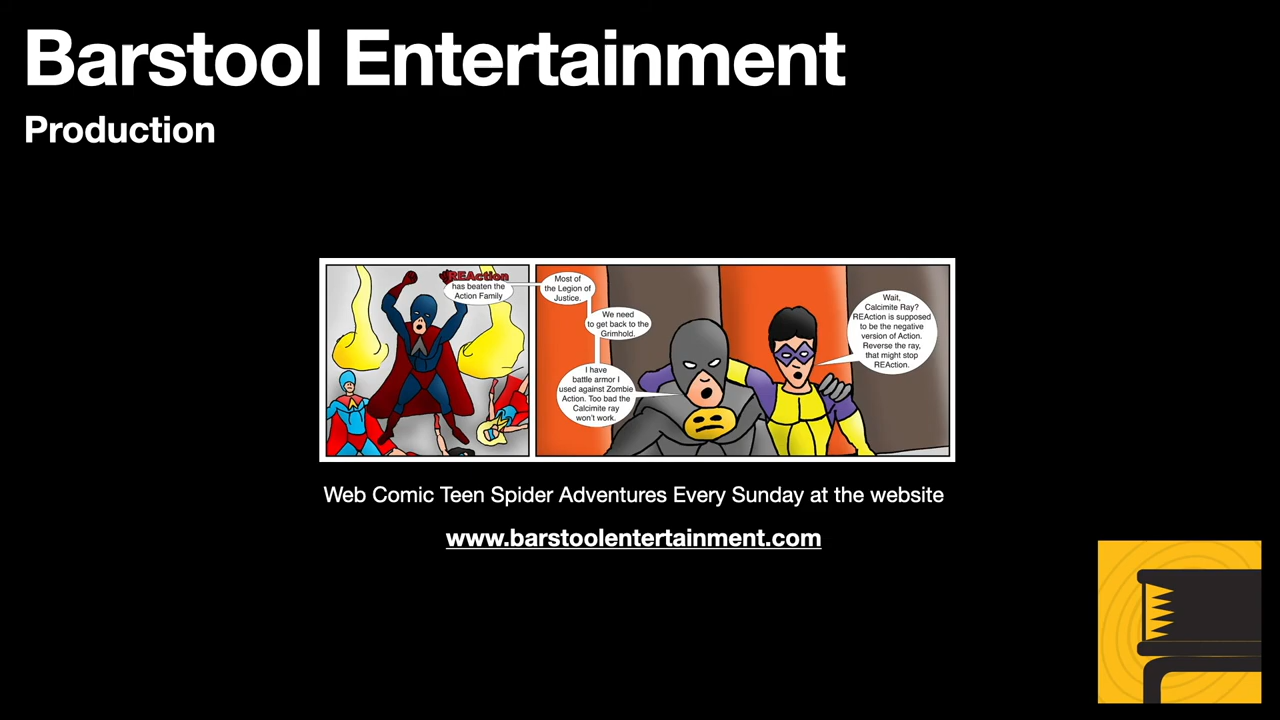 Barstool Entertainment
Production
REAction
has beaten the
Action Family
Most of
the Legion of
Justice.
We need
to get back to the
Grimhold.
I have
battle armor I
used against Zombie
Action. Too bad the
Calcimite ray
won't work.
Wait,
Calcimite Ray?
REAction is supposed
to be the negative
version of Action.
Reverse the ray,
that might stop
REAction.
Web Comic Teen Spider Adventures Every Sunday at the website
www.barstoolentertainment.com